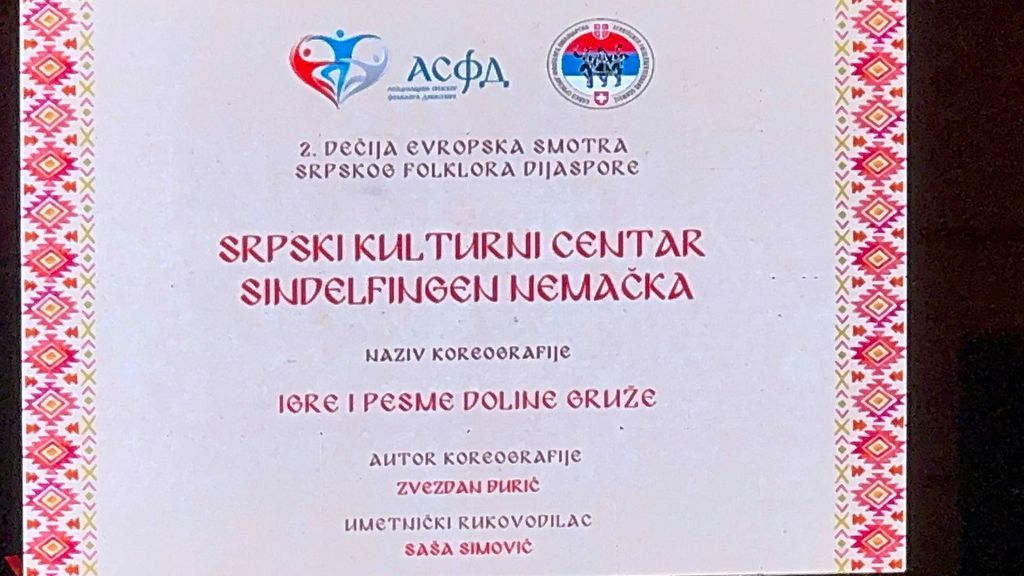 АСФД
2. DEČIJA EVROPSKA SMOTRA
SRPSKOG FOLKLORA DIJASPORE
SRPSKI KULTURNI CENTAR
SINDELFINGEN NEMAČKA
NAZIV KOREOGRAFIJE
IGRE I PESME DOLINE GRUŽE
AUTOR KOREOGRAFIJE
ZVEZDAN ĐURIĆ
UMETNIČKI RUKOVODILAC
SAŠA SIMOVIĆ